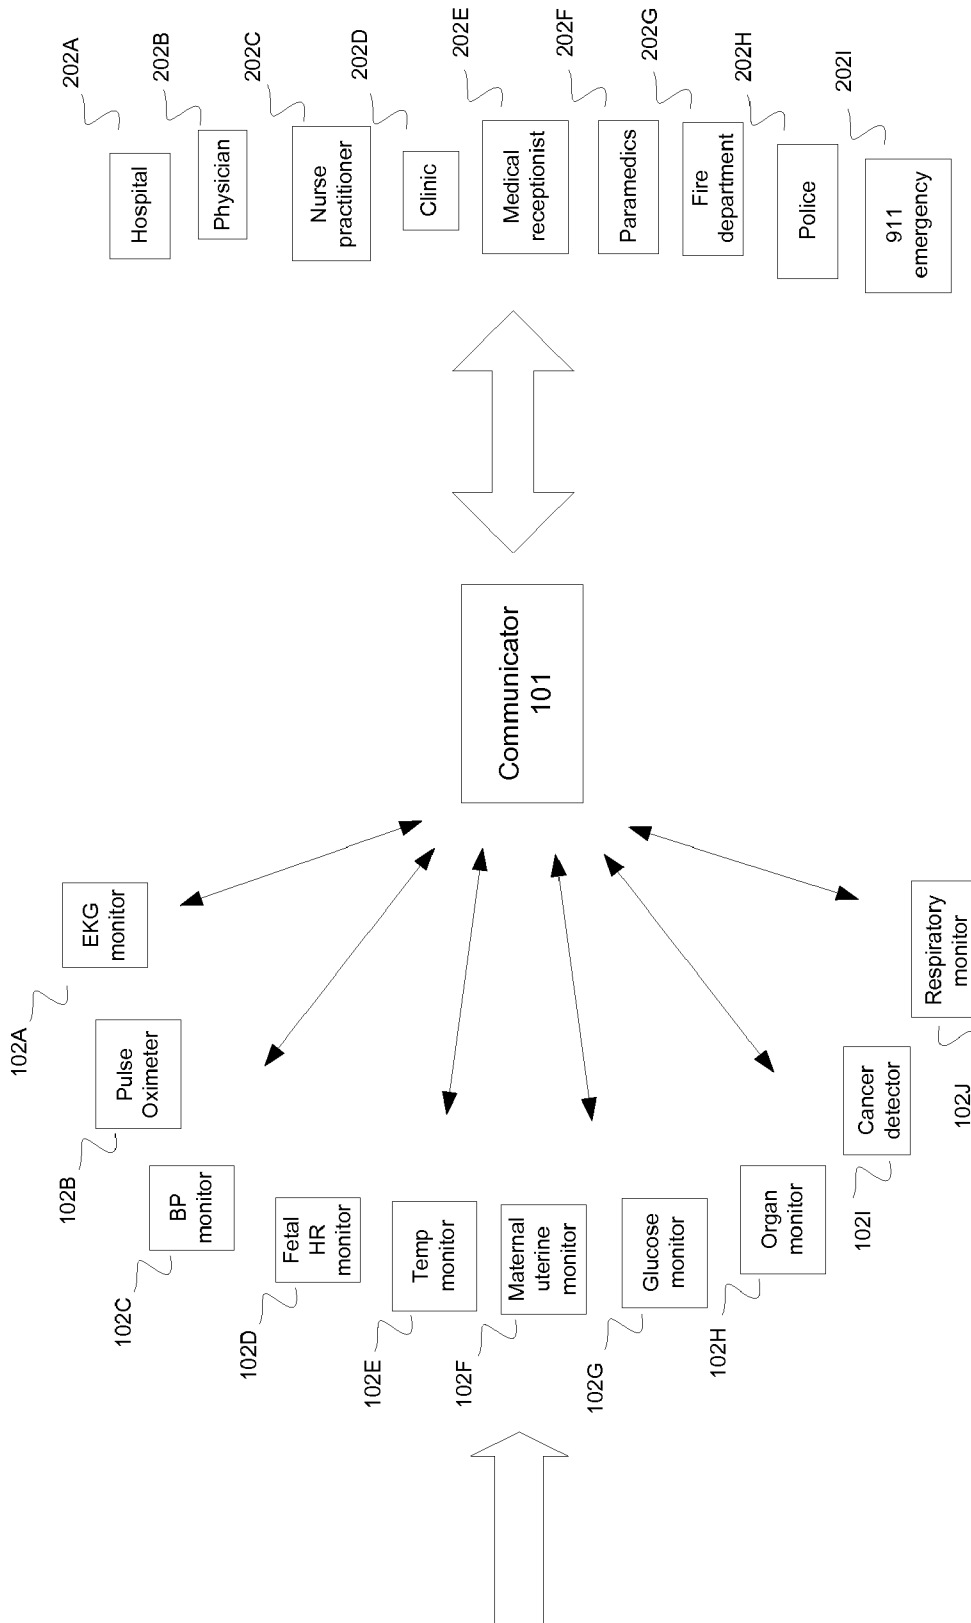 102A
EKG
monitor
102B
Pulse
Oximeter
102C
BP
monitor
102D
Fetal
HR
monitor
102E
Temp
monitor
102F
Maternal
uterine
monitor
102G
Glucose
monitor
102H
Organ
monitor
102I
Cancer
detector
102J
Respiratory
monitor
Communicator
101
202A
Hospital
202B
Physician
202C
Nurse
practitioner
202D
Clinic
202E
Medical
receptionist
202F
Paramedics
202G
Fire
department
202H
Police
202I
911
emergency